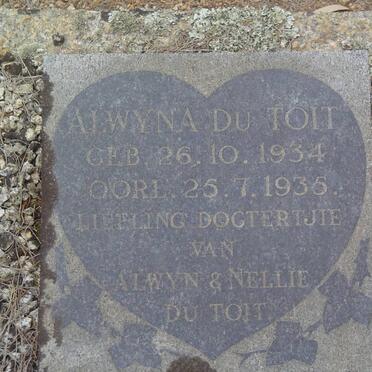 ALWYNA DU TOIT
GEB. 26.10.1934
OORL. 25.7.1935
LIEFLING DOGTERTJIE
VAN
ALWYN & NELLIE
DU TOIT